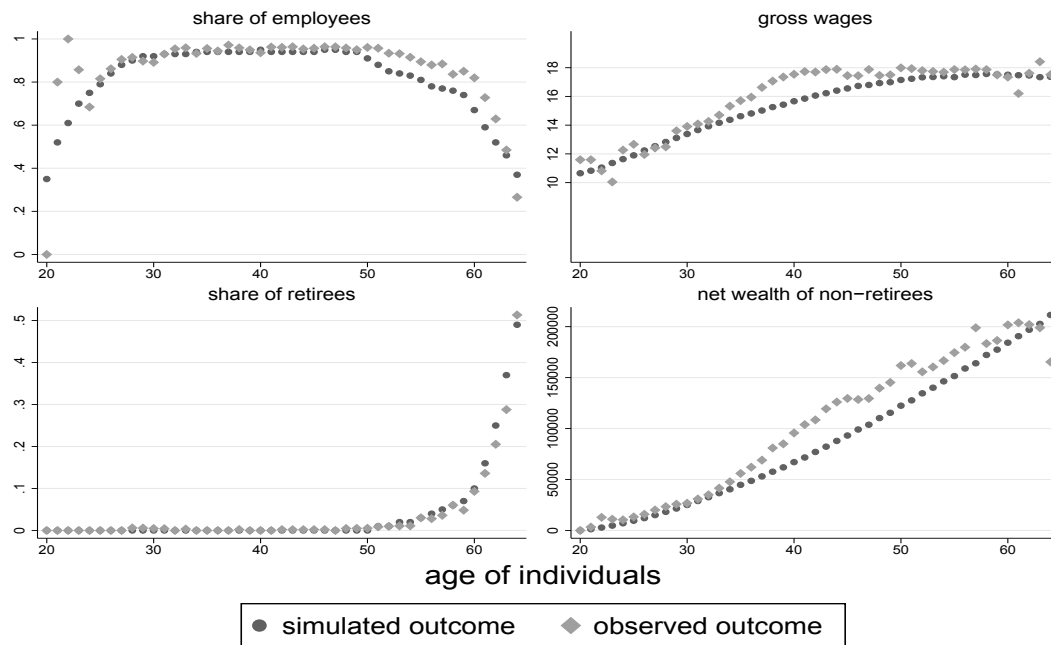 share of employees
1
.8
.6
.4
.2
0
20 30 40 50 60
gross wages
18
16
14
12
10
20 30 40 50 60
share of retirees
.5
.4
.3
.2
.1
0
20 30 40 50 60
net wealth of non−retirees
200000
150000
100000
50000
0
20 30 40 50 60
age of individuals
simulated outcome observed outcome